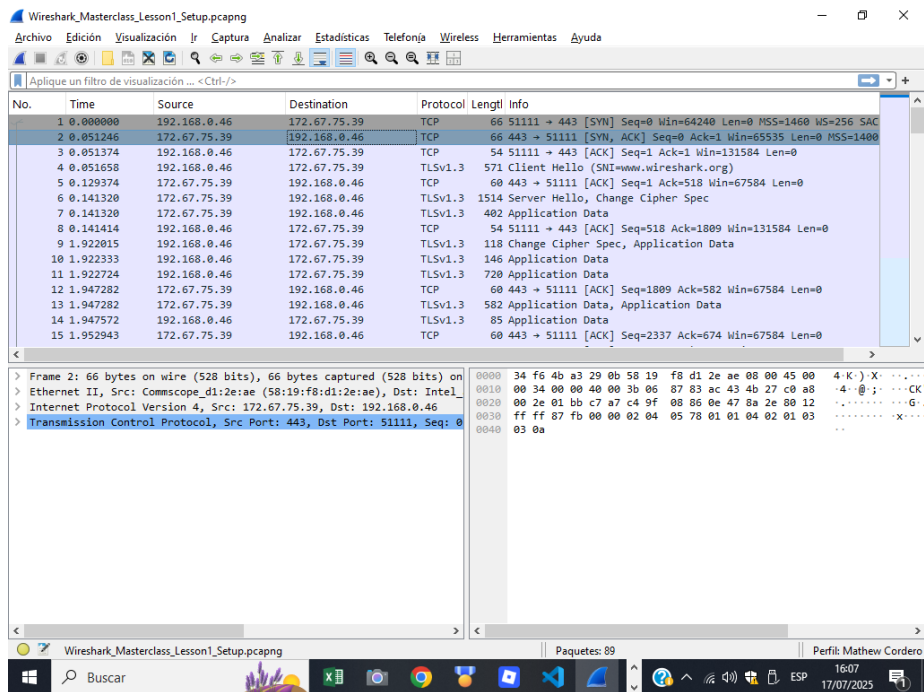 Wireshark_Masterclass_Lesson1_Setup.pcapng
Archivo Edición Visualización Ir Captura Analizar Estadísticas Telefonía Wireless Herramientas Ayuda
Aplique un filtro de visualización ... <Ctrl-/>
No. Time Source Destination Protocol Lengtl Info
1 0.000000 192.168.0.46 172.67.75.39 TCP 66 51111 → 443 [SYN] Seq=0 Win=64240 Len=0 MSS=1460 WS=256 SAC
2 0.051246 172.67.75.39 192.168.0.46 TCP 66 443 → 51111 [SYN, ACK] Seq=0 Ack=1 Win=65535 Len=0 MSS=1400
3 0.051374 192.168.0.46 172.67.75.39 TCP 54 51111 → 443 [ACK] Seq=1 Ack=1 Win=131584 Len=0
4 0.051658 192.168.0.46 172.67.75.39 TLSv1.3 571 Client Hello (SNI=www.wireshark.org)
5 0.129374 172.67.75.39 192.168.0.46 TCP 60 443 → 51111 [ACK] Seq=1 Ack=518 Win=67584 Len=0
6 0.141320 172.67.75.39 192.168.0.46 TLSv1.3 1514 Server Hello, Change Cipher Spec
7 0.141320 172.67.75.39 192.168.0.46 TLSv1.3 402 Application Data
8 0.141414 192.168.0.46 172.67.75.39 TCP 54 51111 → 443 [ACK] Seq=518 Ack=1809 Win=131584 Len=0
9 1.922015 192.168.0.46 172.67.75.39 TLSv1.3 118 Change Cipher Spec, Application Data
10 1.922333 192.168.0.46 172.67.75.39 TLSv1.3 146 Application Data
11 1.922724 192.168.0.46 172.67.75.39 TLSv1.3 720 Application Data
12 1.947282 172.67.75.39 192.168.0.46 TCP 60 443 → 51111 [ACK] Seq=1809 Ack=582 Win=67584 Len=0
13 1.947282 172.67.75.39 192.168.0.46 TLSv1.3 582 Application Data, Application Data
14 1.947572 192.168.0.46 172.67.75.39 TLSv1.3 85 Application Data
15 1.952943 172.67.75.39 192.168.0.46 TCP 60 443 → 51111 [ACK] Seq=2337 Ack=674 Win=67584 Len=0
Frame 2: 66 bytes on wire (528 bits), 66 bytes captured (528 bits) on
Ethernet II, Src: Commscope_d1:2e:ae (58:19:f8:d1:2e:ae), Dst: Intel_
Internet Protocol Version 4, Src: 172.67.75.39, Dst: 192.168.0.46
Transmission Control Protocol, Src Port: 443, Dst Port: 51111, Seq: 0
0000 34 f6 4b a3 29 0b 58 19 f8 d1 2e ae 08 00 45 00 4·K·)·X· ··.···E·
0010 00 34 00 00 40 00 3b 06 87 83 ac 43 4b 27 c0 a8 ·4··@·;· ···CK
0020 00 2e 01 bb c7 a7 c4 9f 08 86 0e 47 8a 2e 80 12 ·.······ ···G·
0030 ff ff 87 fb 00 00 02 04 05 78 01 01 04 02 01 03 ········ ·x···
0040 03 0a ··
Wireshark_Masterclass_Lesson1_Setup.pcapng Paquetes: 89 Perfil: Mathew Cordero
Buscar ESP 16:07
17/07/2025
1